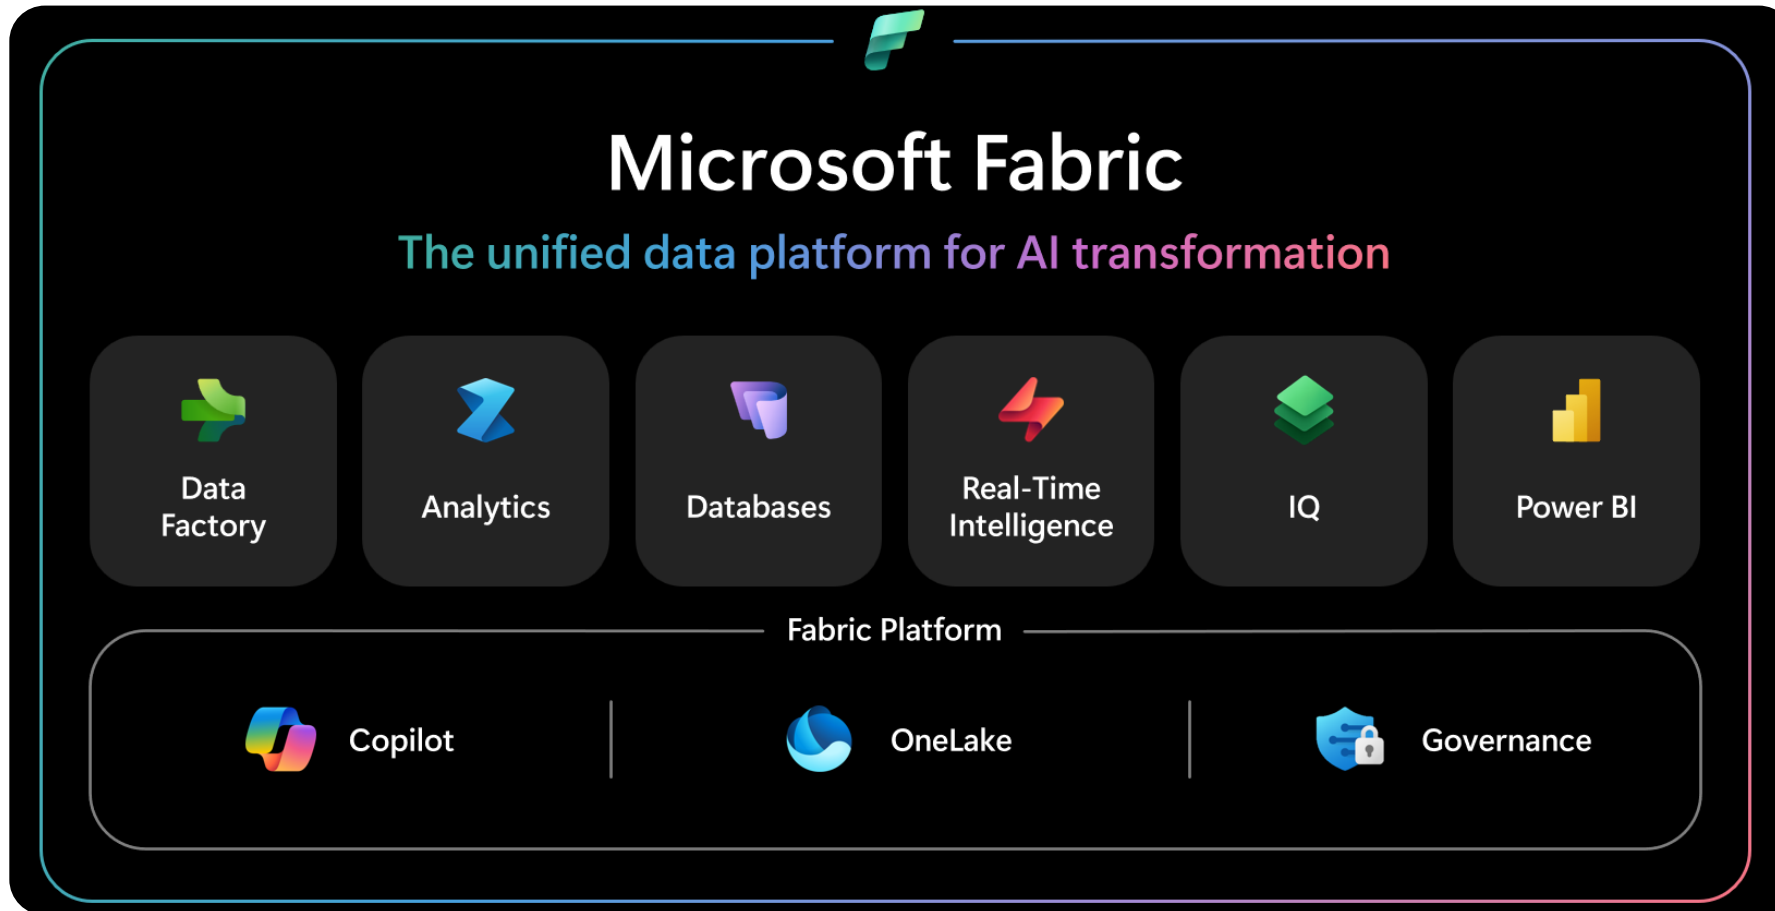 Microsoft Fabric
The unified data platform for AI transformation
Data
Factory
Analytics
Databases
Real-Time
Intelligence
IQ
Power BI
Fabric Platform
Copilot
OneLake
Governance